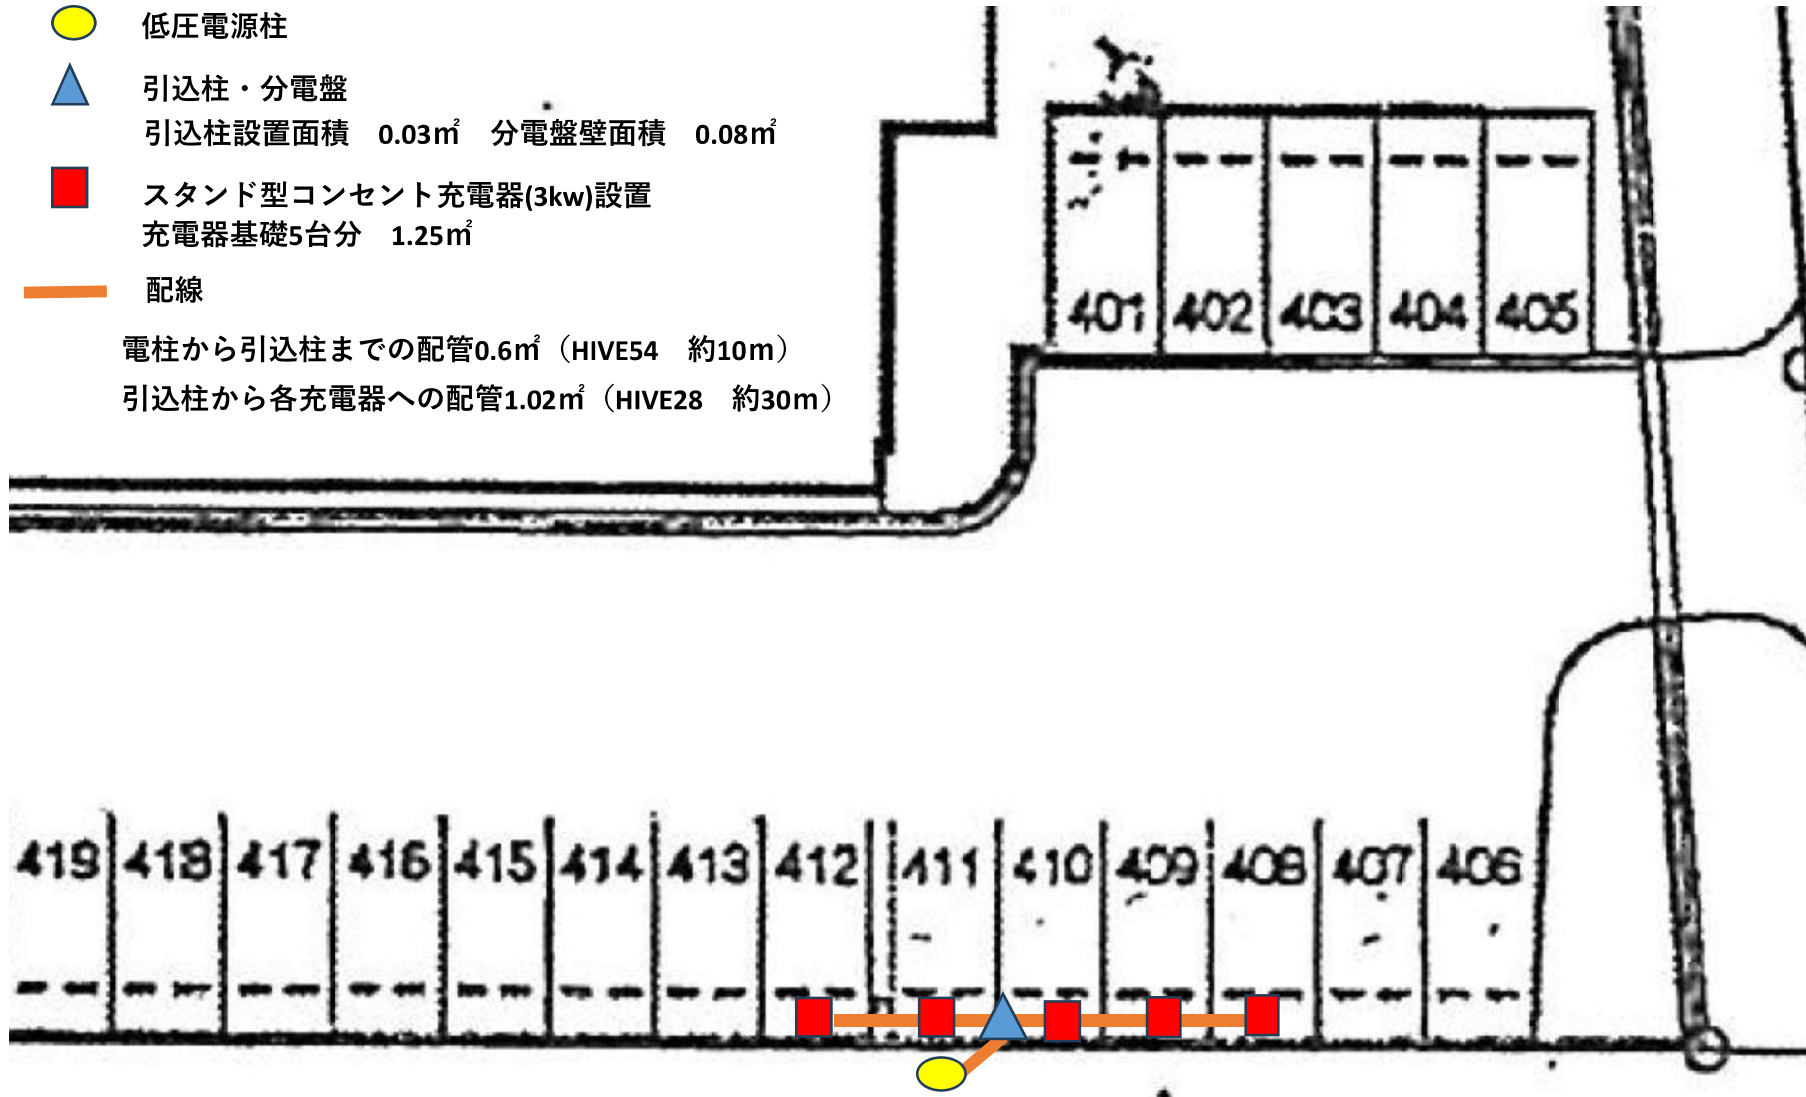 低圧電源柱
引込柱・分電盤
引込柱設置面積　0.03㎡　分電盤壁面積　0.08㎡
スタンド型コンセント充電器(3kw)設置
充電器基礎5台分　1.25㎡
配線
電柱から引込柱までの配管0.6㎡（HIVE54　約10m）
引込柱から各充電器への配管1.02㎡（HIVE28　約30m）
401 402 403 404 405
419 418 417 416 415 414 413 412 411 410 409 408 407 406